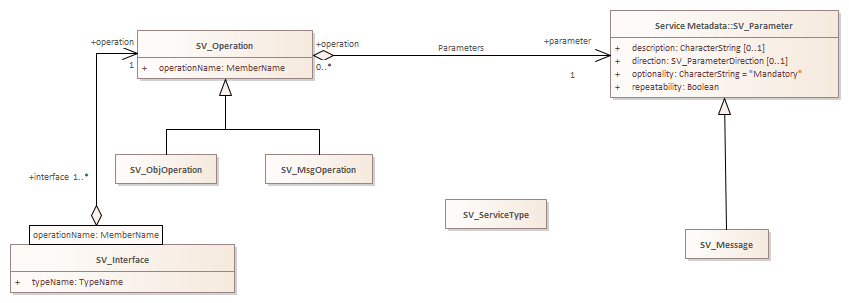 SV_Operation
+ operationName: MemberName
+operation
1
+operation
0..*
Parameters
+parameter
1
Service Metadata::SV_Parameter
+ description: CharacterString [0..1]
+ direction: SV_ParameterDirection [0..1]
+ optionality: CharacterString = "Mandatory"
+ repeatability: Boolean
SV_ObjOperation
SV_MsgOperation
+interface 1..*
SV_ServiceType
operationName: MemberName
SV_Interface
+ typeName: TypeName
SV_Message